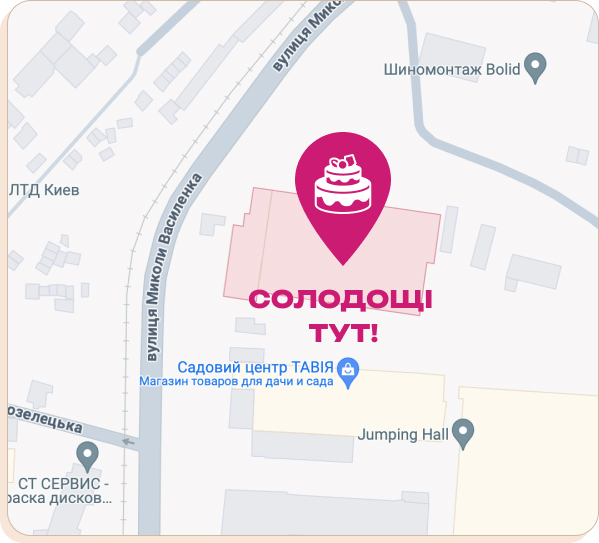 вулиця Микол
Шиномонтаж Bolid
ЛТД Киев
вулиця Миколи Василенка
СОЛОДОЩІ
ТУТ!
Садовий центр ТАВІЯ
Магазин товаров для дачи и сада
озелецька
Jumping Hall
СТ СЕРВИС -
раска дисков...